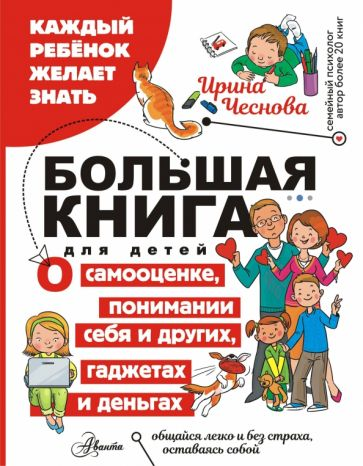 КАЖДЫЙ
РЕБЁНОК
ЖЕЛАЕТ
ЗНАТЬ
Ирина
Чеснова
семейный психолог
автор более 20 книг
БОЛЬШАЯ
КНИГА
для детей
О самооценке,
понимании
себя и других,
гаджетах
и деньгах
Аванта
общайся легко и без страха,
оставаясь собой